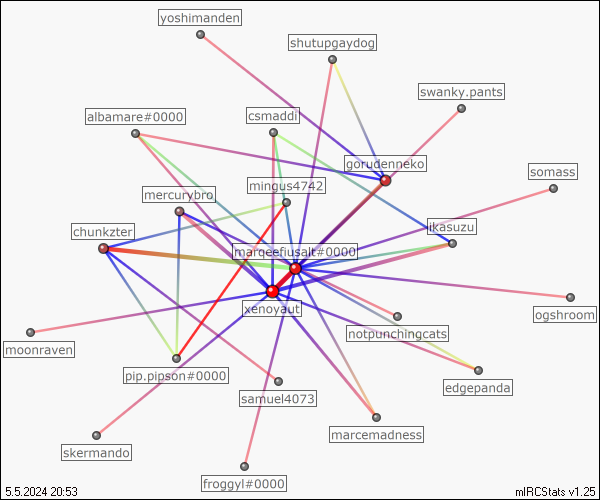 yoshimanden
shutupgaydog
swanky.pants
albamare#0000
csmaddi
gorudenneko
somass
mingus4742
mercurybro
ikasuzu
chunkzter
marqeefiusalt#0000
ogshroom
xenoyaut
notpunchingcats
moonraven
pip.pipson#0000
edgepanda
samuel4073
marcemadness
skermando
froggyl#0000
5.5.2024 20:53
mIRCStats v1.25